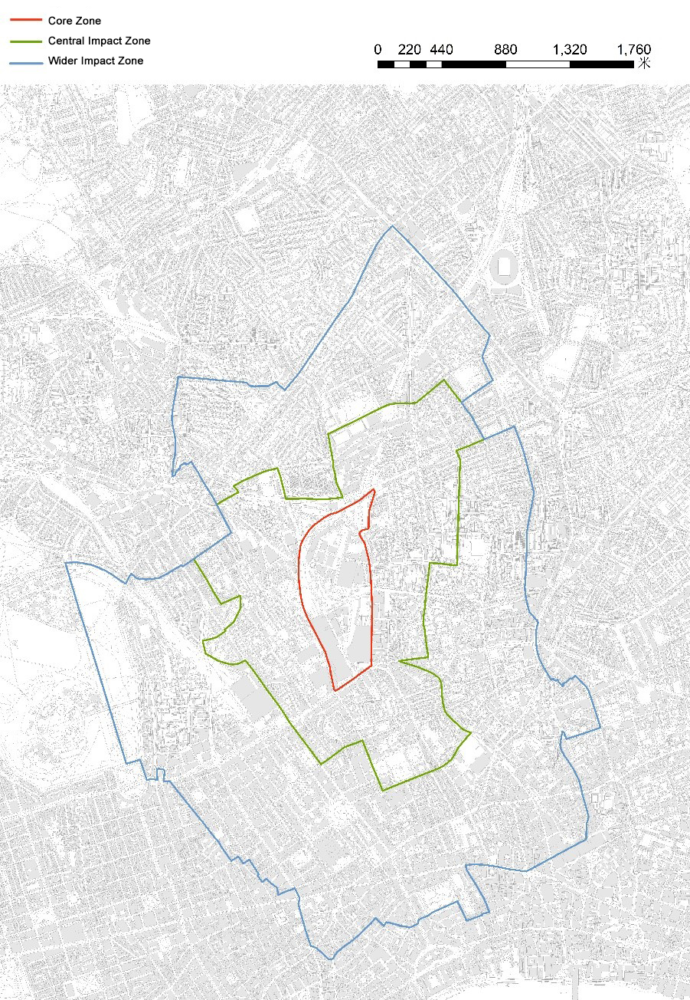 Core Zone
Central Impact Zone
Wider Impact Zone
0 220 440 880 1,320 1,760
米